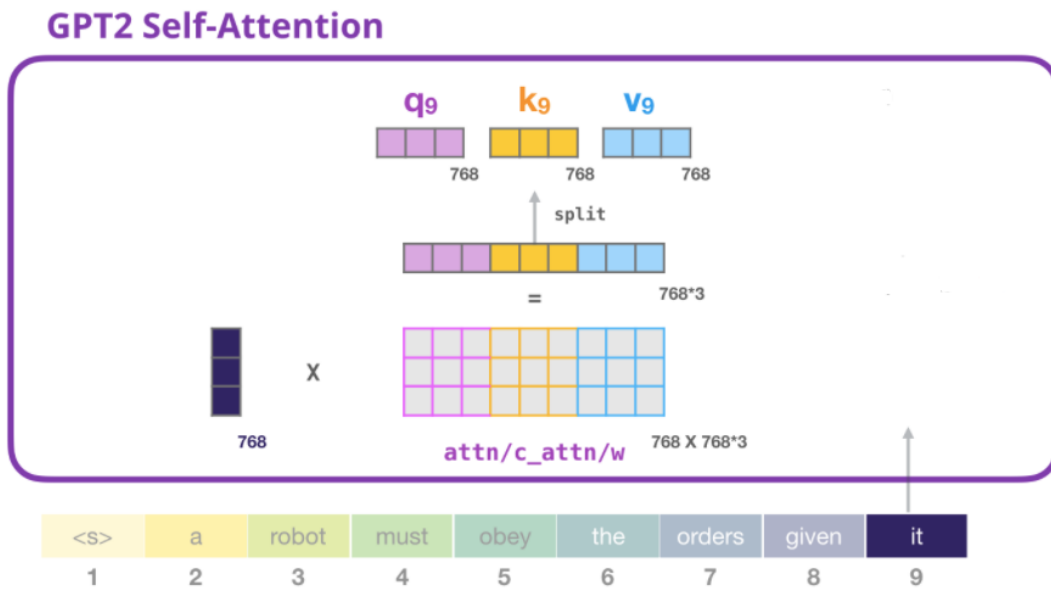 GPT2 Self-Attention
q9 k9 v9
768 768 768
split
768*3
=
X
768
attn/c_attn/w
768 X 768*3
<s> a robot must obey the orders given it
1 2 3 4 5 6 7 8 9